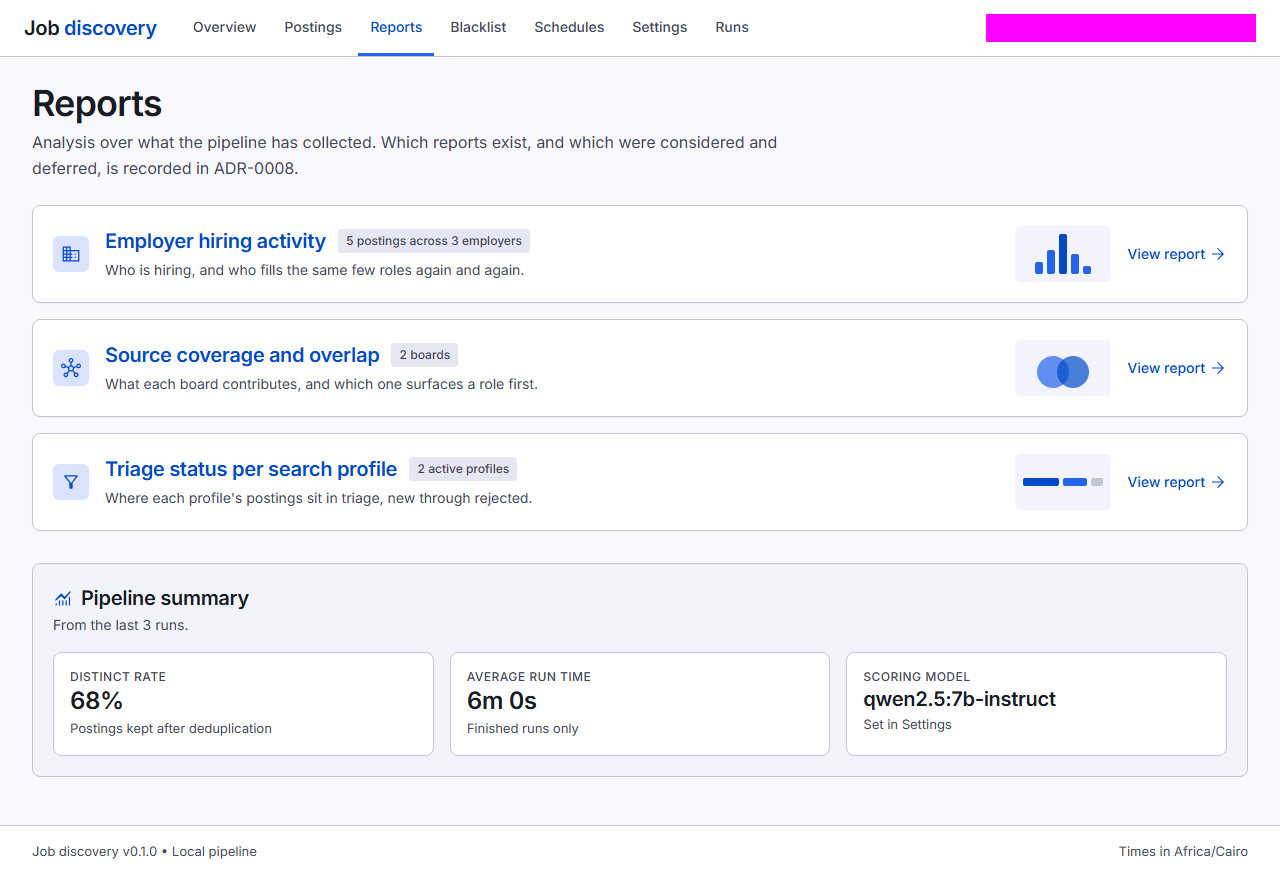 Job discovery
Overview
Postings
Reports
Blacklist
Schedules
Settings
Runs
Reports
Analysis over what the pipeline has collected. Which reports exist, and which were considered and
deferred, is recorded in ADR-0008.
Employer hiring activity
5 postings across 3 employers
Who is hiring, and who fills the same few roles again and again.
View report
Source coverage and overlap
2 boards
What each board contributes, and which one surfaces a role first.
View report
Triage status per search profile
2 active profiles
Where each profile's postings sit in triage, new through rejected.
View report
Pipeline summary
From the last 3 runs.
DISTINCT RATE
68%
Postings kept after deduplication
AVERAGE RUN TIME
6m 0s
Finished runs only
SCORING MODEL
qwen2.5:7b-instruct
Set in Settings
Job discovery v0.1.0 • Local pipeline
Times in Africa/Cairo